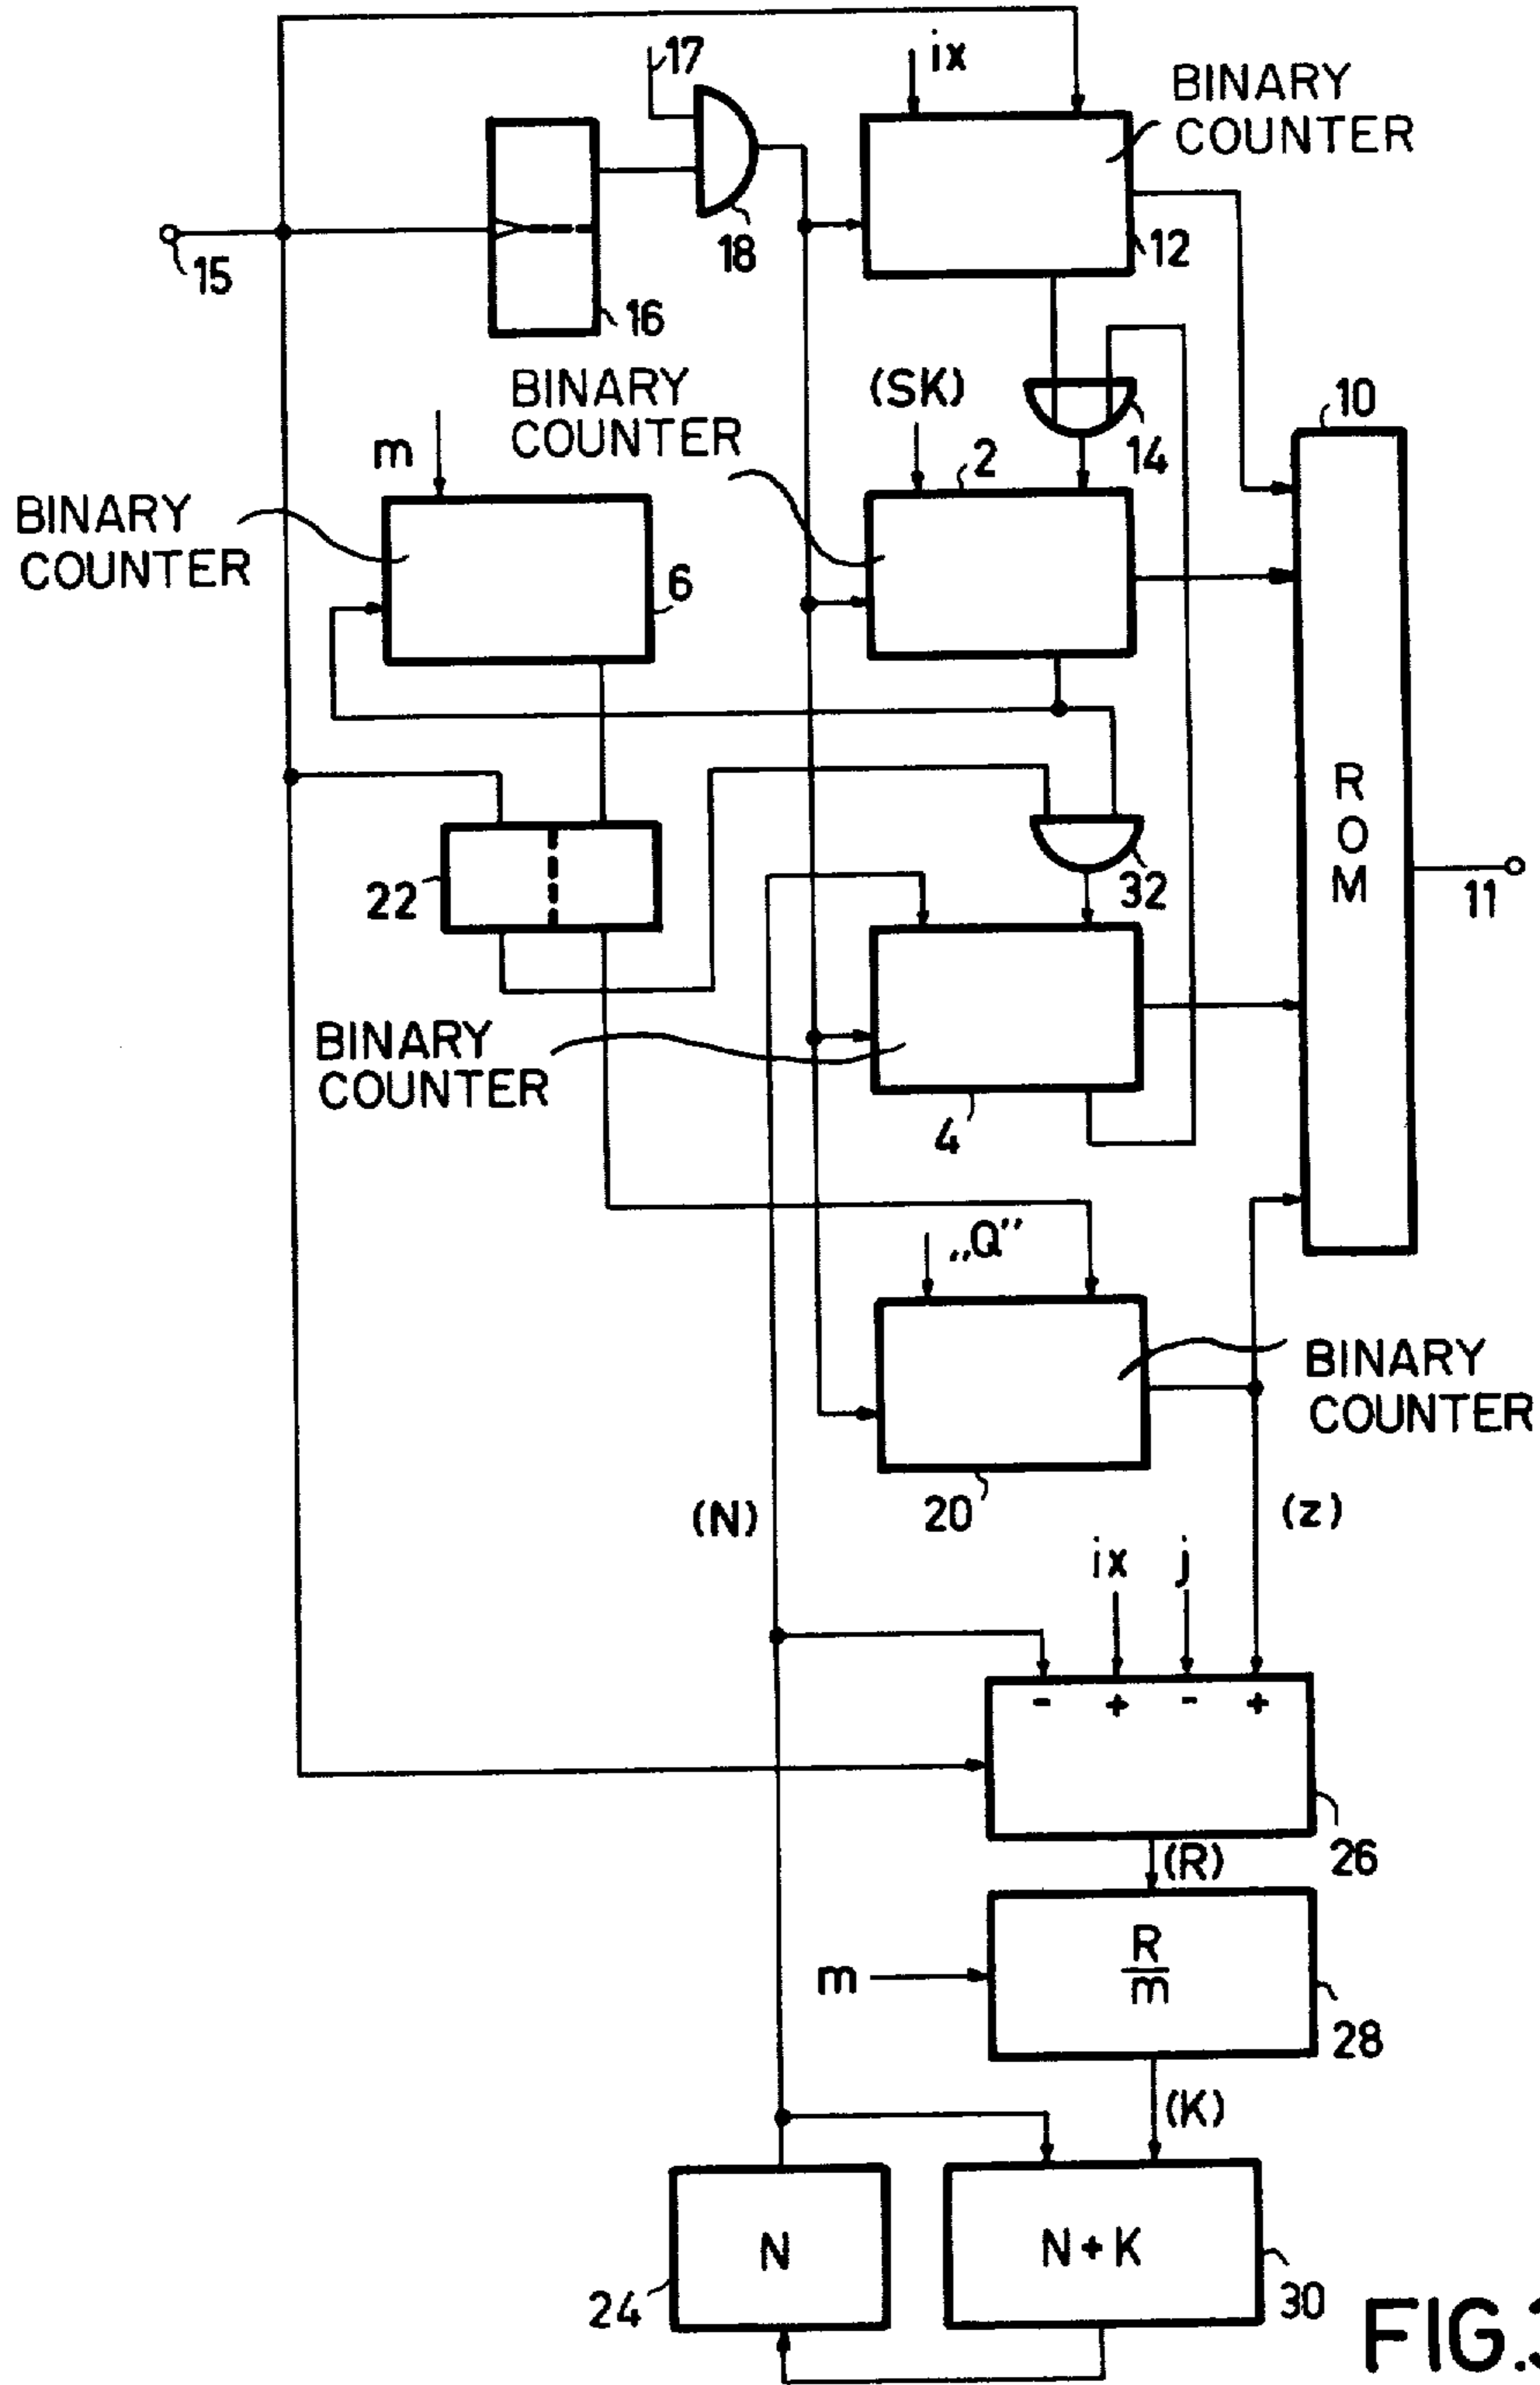 17
ix
BINARY
COUNTER
15
16
18
12
BINARY
COUNTER
(SK)
14
10
m
2
BINARY
COUNTER
6
R
O
M
22
32
11
BINARY
COUNTER
4
„Q”
BINARY
COUNTER
20
(N)
(z)
ix
j
- + - +
26
(R)
m
R
m
28
(K)
N
N+K
24
30
FIG.